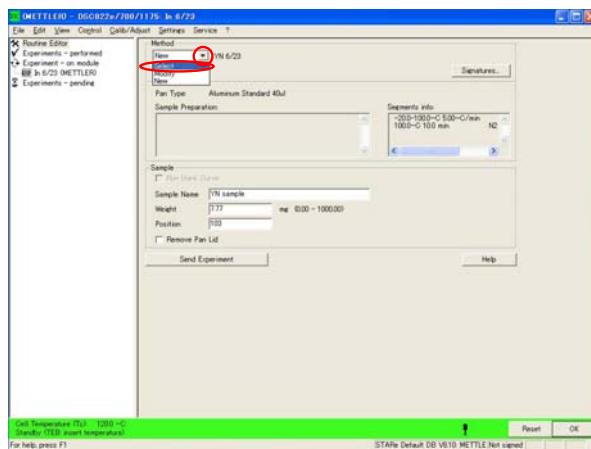 (METTLER) - DSC822e/700/1175: In 6/23
File Edit View Control Calib/Adjust Settings Service ?
Routine Editor
Experiments - performed
Experiment - on module
In 6/23 (METTLER)
Experiments - pending
Method
New
YN 6/23
Select
Modify
New
Signatures...
Pan Type Aluminum Standard 40ul
Sample Preparation
Segments info
-20.0-100.0-C 5.00-C/min
100.0-C 10.0 min N2
Sample
Run Blank Curve
Sample Name YN sample
Weight 7.77 mg (0.00 - 1000.00)
Position 103
Remove Pan Lid
Send Experiment
Help
Cell Temperature (Tc): 120.0 -C
Standby (TEB: insert temperature)
Reset
OK
For help, press F1
STARe Default DB V8.10 METTLE Not signed